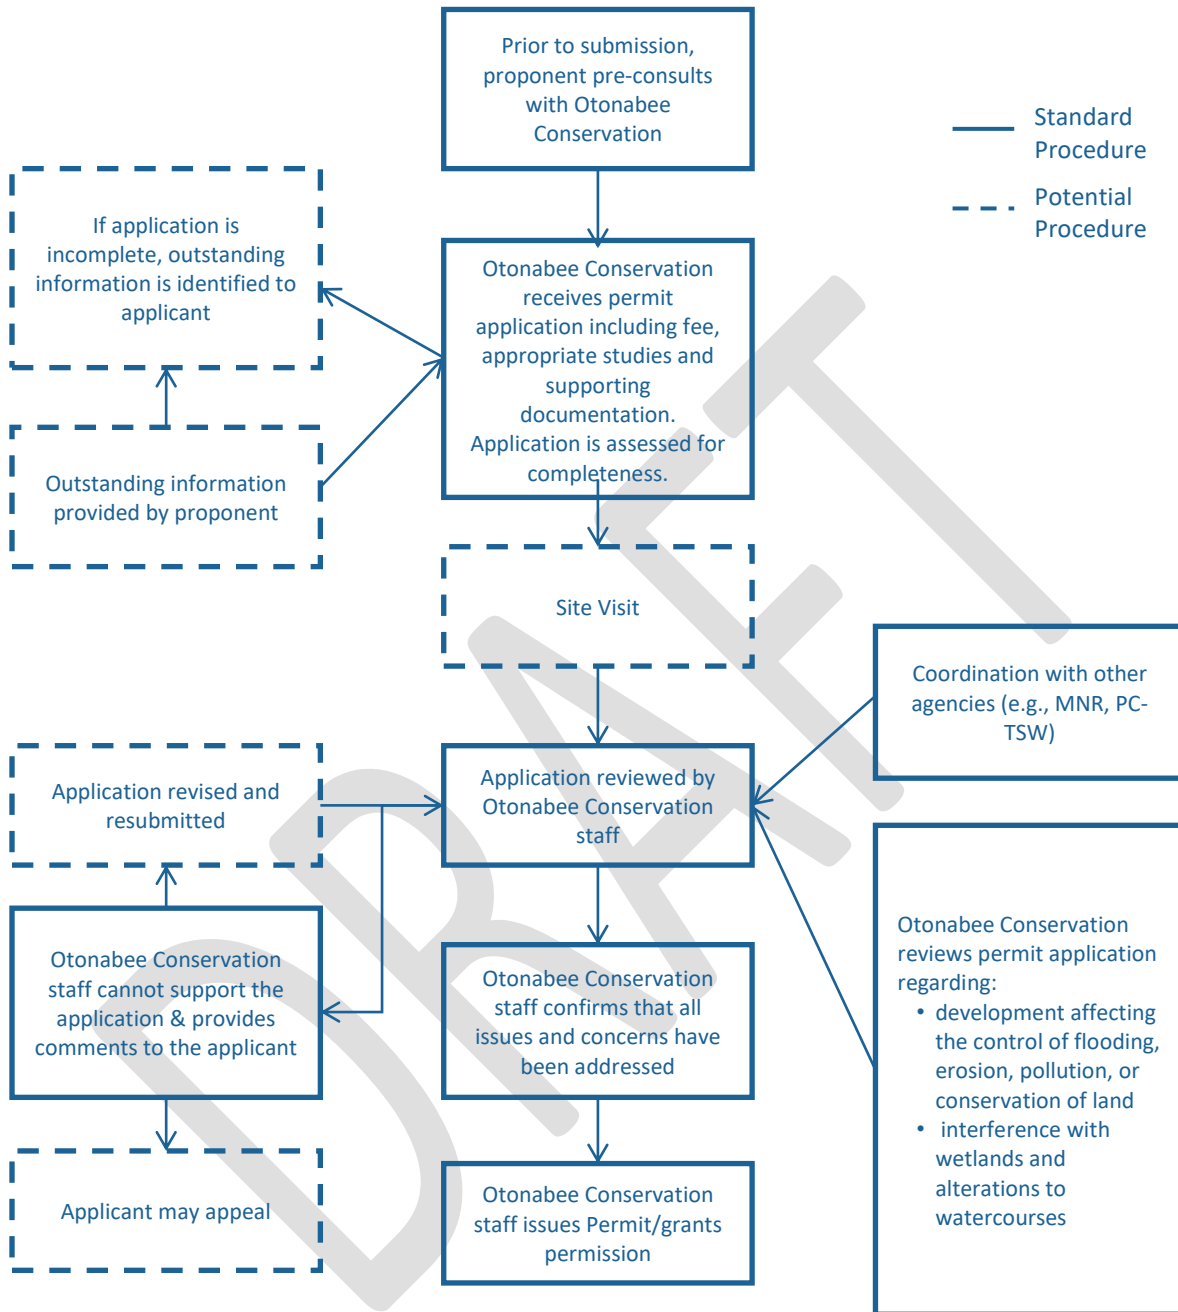 Prior to submission,
proponent pre-consults
with Otonabee
Conservation
Standard
Procedure
Potential
Procedure
If application is
incomplete, outstanding
information is identified to
applicant
Otonabee Conservation
receives permit
application including fee,
appropriate studies and
supporting
documentation.
Application is assessed for
completeness.
Outstanding information
provided by proponent
Site Visit
Coordination with other
agencies (e.g., MNR, PC-
TSW)
Application revised and
resubmitted
Application reviewed by
Otonabee Conservation
staff
Otonabee Conservation
staff cannot support the
application & provides
comments to the applicant
Otonabee Conservation
staff confirms that all
issues and concerns have
been addressed
Otonabee Conservation
reviews permit application
regarding:
• development affecting
the control of flooding,
erosion, pollution, or
conservation of land
• interference with
wetlands and
alterations to
watercourses
Applicant may appeal
Otonabee Conservation
staff issues Permit/grants
permission
DRAFT